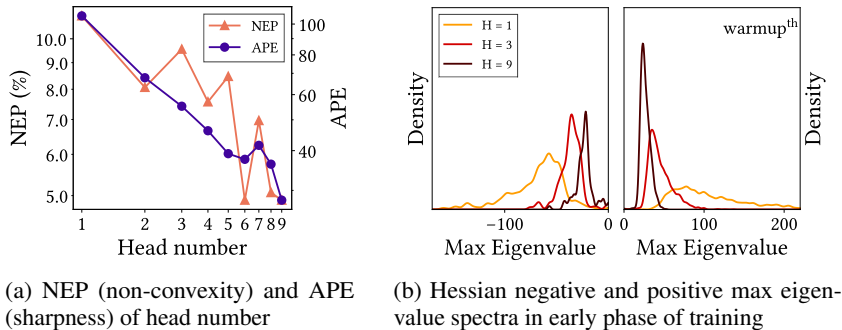 NEP
APE
10.0
9.0
8.0
7.0
6.0
5.0
NEP (%)
100
80
60
40
APE
1 2 3 4 5 6 7 8 9
Head number
(a) NEP (non-convexity) and APE
(sharpness) of head number
H = 1
H = 3
H = 9
Density
−100 0
Max Eigenvalue
warmupᵗʰ
Density
0 100 200
Max Eigenvalue
(b) Hessian negative and positive max eigen-
value spectra in early phase of training